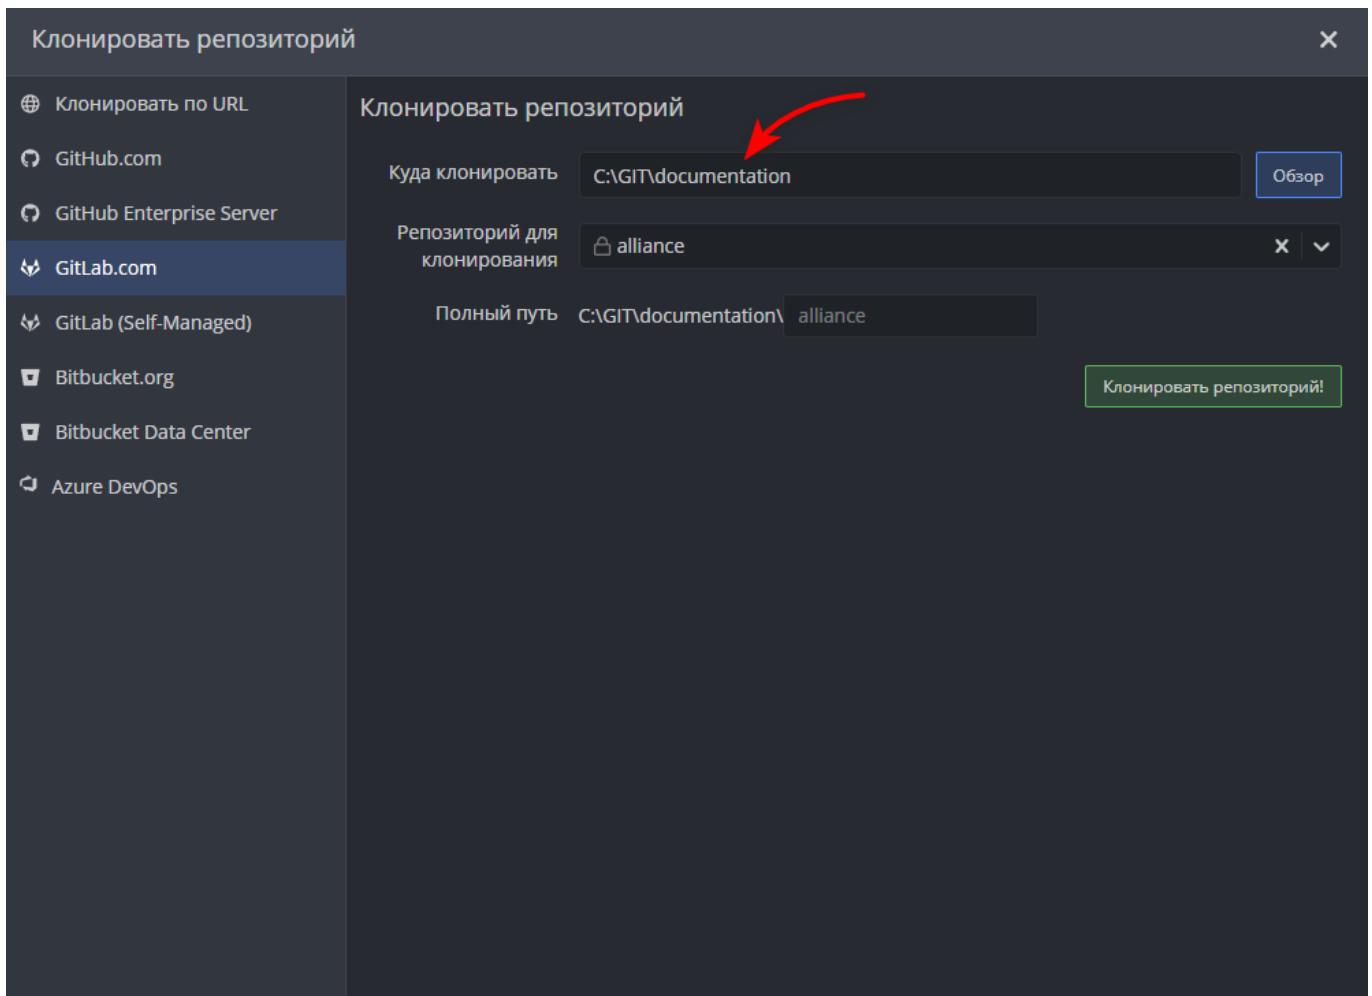 Клонировать репозиторий
Клонировать по URL
GitHub.com
GitHub Enterprise Server
GitLab.com
GitLab (Self-Managed)
Bitbucket.org
Bitbucket Data Center
Azure DevOps
Клонировать репозиторий
Куда клонировать C:\GIT\documentation Обзор
Репозиторий для
клонирования
alliance
Полный путь C:\GIT\documentation\ alliance
Клонировать репозиторий!